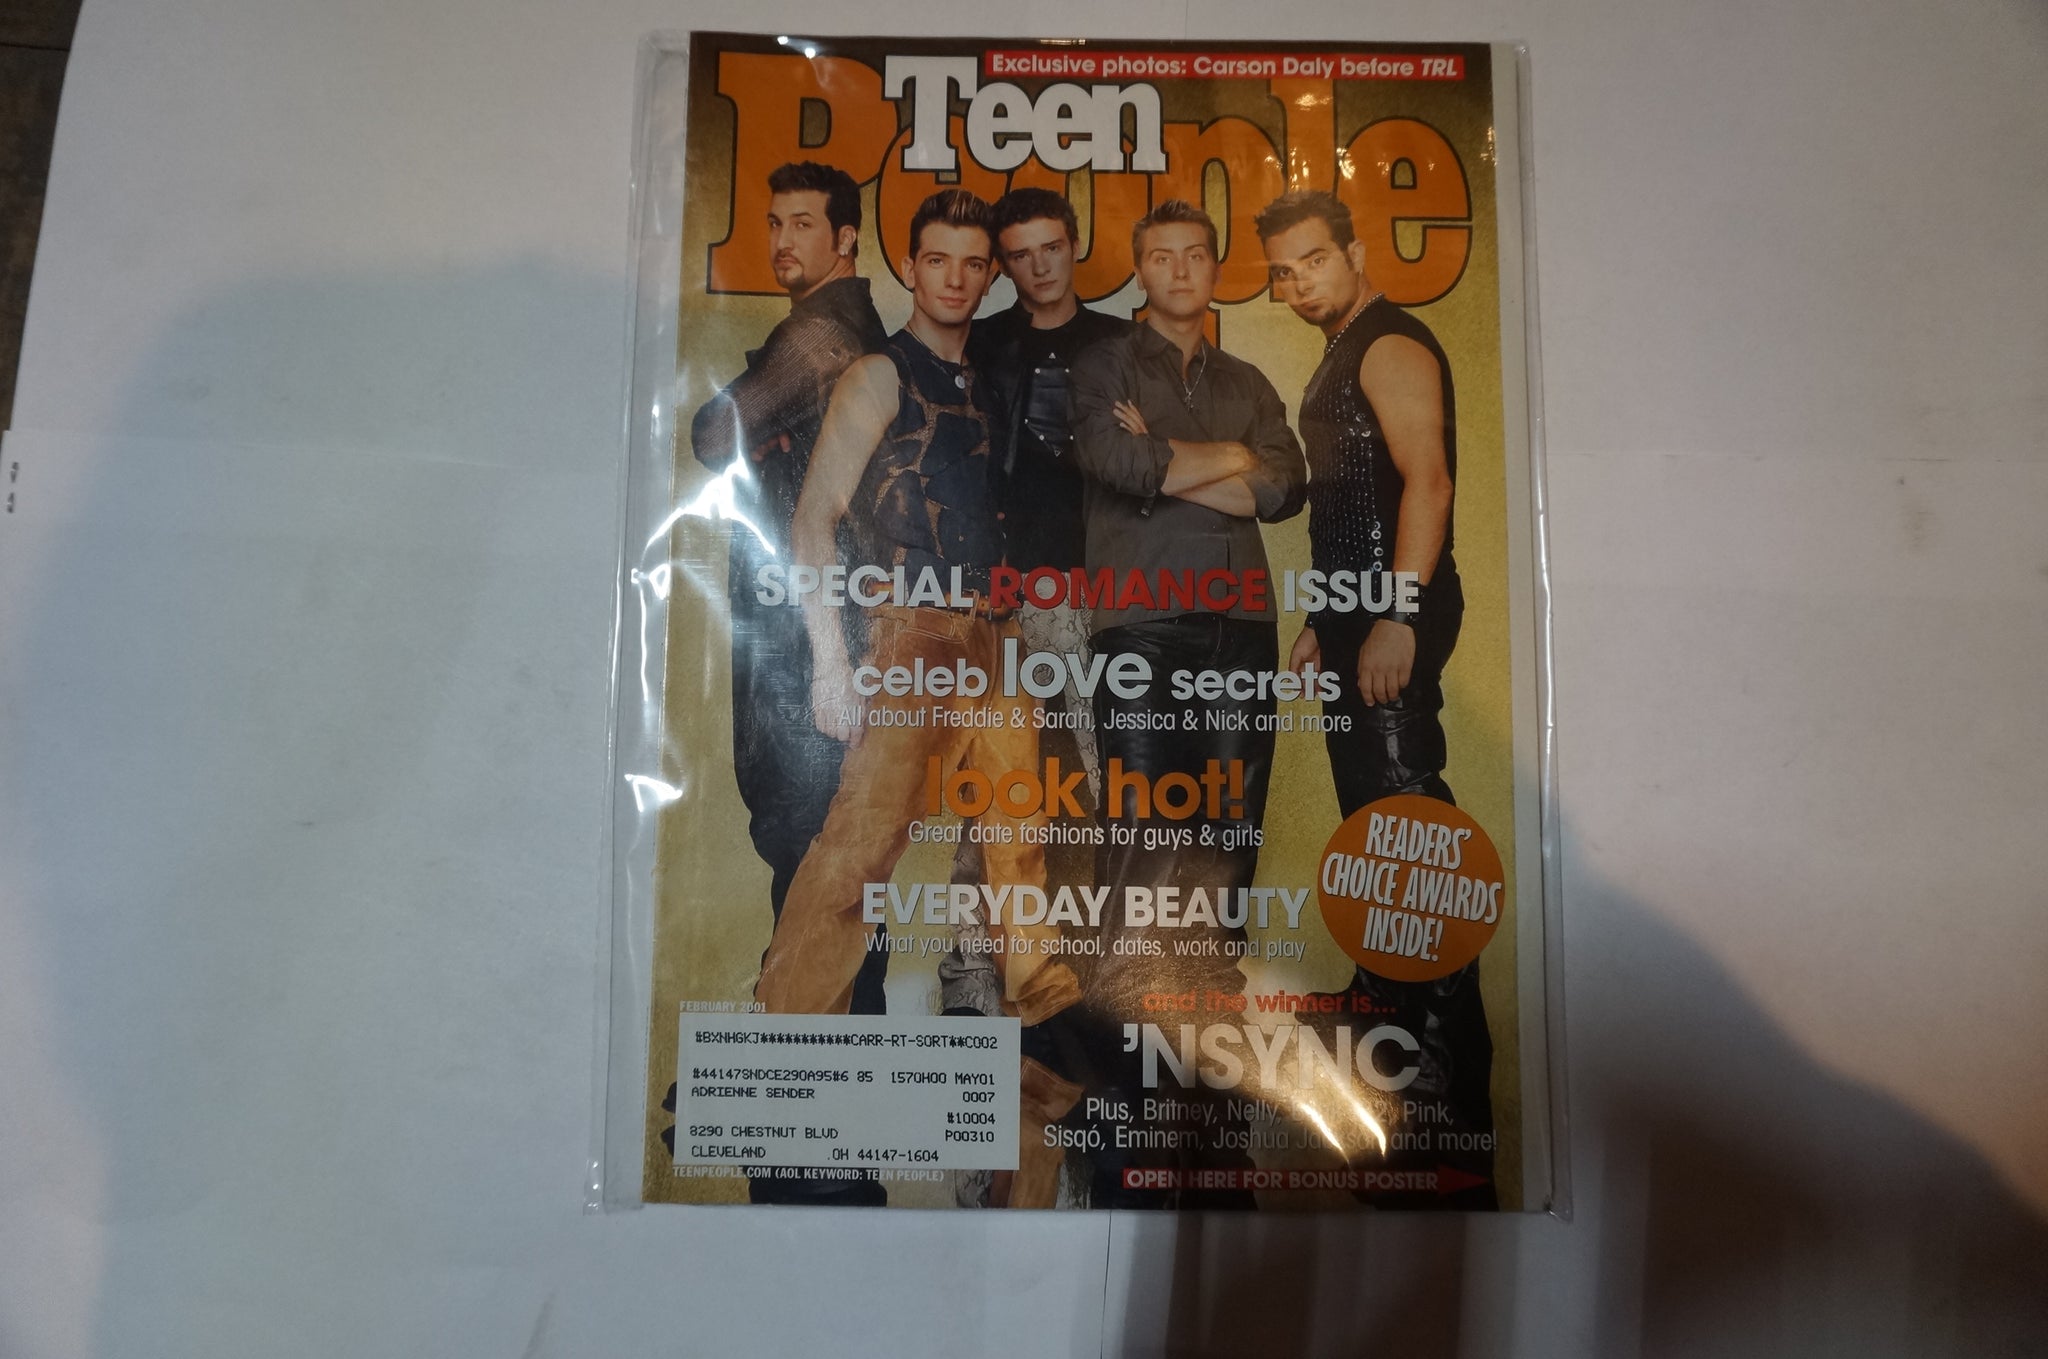 Exclusive photos: Carson Daly before TRL
Teen
People
SPECIAL ROMANCE ISSUE
celeb love secrets
All about Freddie & Sarah, Jessica & Nick and more
look hot!
Great date fashions for guys & girls
EVERYDAY BEAUTY
What you need for school, dates, work and play
READERS'
CHOICE AWARDS
INSIDE!
and the winner is...
'NSYNC
Plus, Britney, Nelly, Pink,
Sisqó, Eminem, Joshua Jackson and more!
OPEN HERE FOR BONUS POSTER
FEBRUARY 2001
#BXNHGKJ***********CARR-RT-SORT**C002
#44147SNDCE290A95#6 85 1570H00 MAY01
ADRIENNE SENDER 0007
#10004
8290 CHESTNUT BLVD P00310
CLEVELAND .OH 44147-1604
TEENPEOPLE.COM (AOL KEYWORD: TEEN PEOPLE)